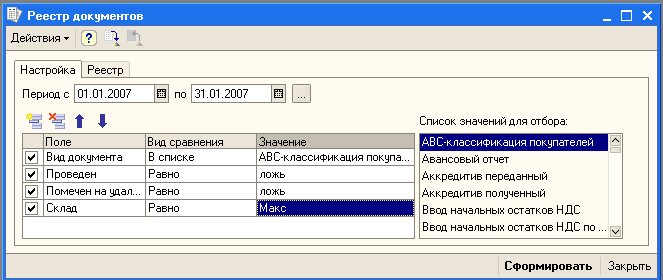 Реестр документов
Действия
Настройка Реестр
Период с 01.01.2007 по 31.01.2007 ...
Список значений для отбора:
Поле Вид сравнения Значение
Вид документа В списке АВС-классификация покупа...
Проведен Равно ложь
Помечен на удал... Равно ложь
Склад Равно Макс
АВС-классификация покупателей
Авансовый отчет
Аккредитив переданный
Аккредитив полученный
Ввод начальных остатков НДС
Ввод начальных остатков НДС по ...
Сформировать Закрыть